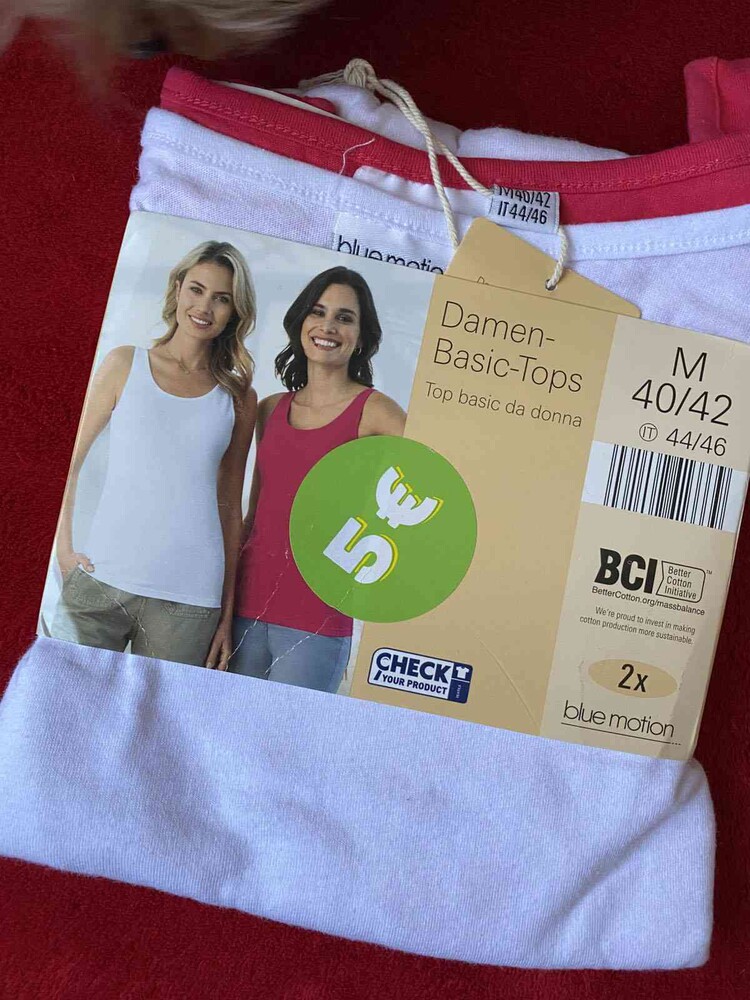 M40/42
IT44/46
blue motio
Damen-
Basic-Tops
Top basic da donna
M
40/42
IT 44/46
5€
BCI
Better
Cotton
Initiative
™
BetterCotton.org/massbalance
We're proud to invest in making
cotton production more sustainable.
CHECK
YOUR PRODUCT
2x
blue motion